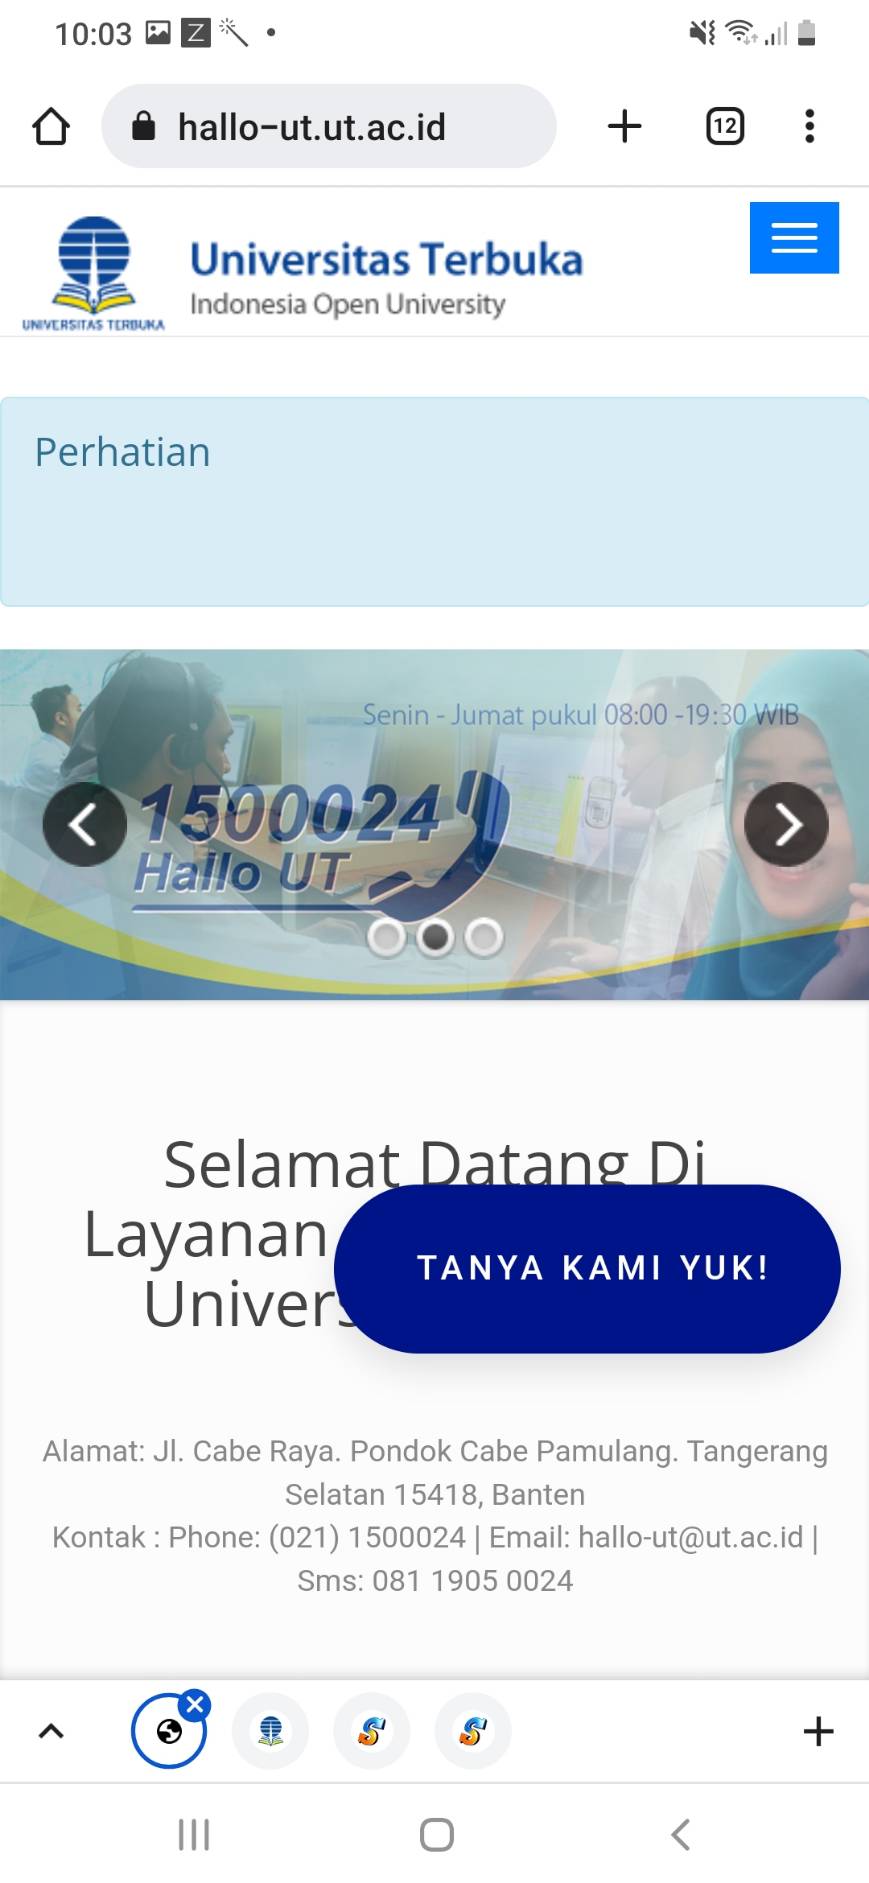 10:03
hallo-ut.ut.ac.id
12
Universitas Terbuka
Indonesia Open University
UNIVERSITAS TERBUKA
Perhatian
Senin - Jumat pukul 08:00 -19:30 WIB
1500024
Hallo UT
Selamat Datang Di
Layanan
TANYA KAMI YUK!
Alamat: Jl. Cabe Raya. Pondok Cabe Pamulang. Tangerang
Selatan 15418, Banten
Kontak : Phone: (021) 1500024 | Email: hallo-ut@ut.ac.id |
Sms: 081 1905 0024